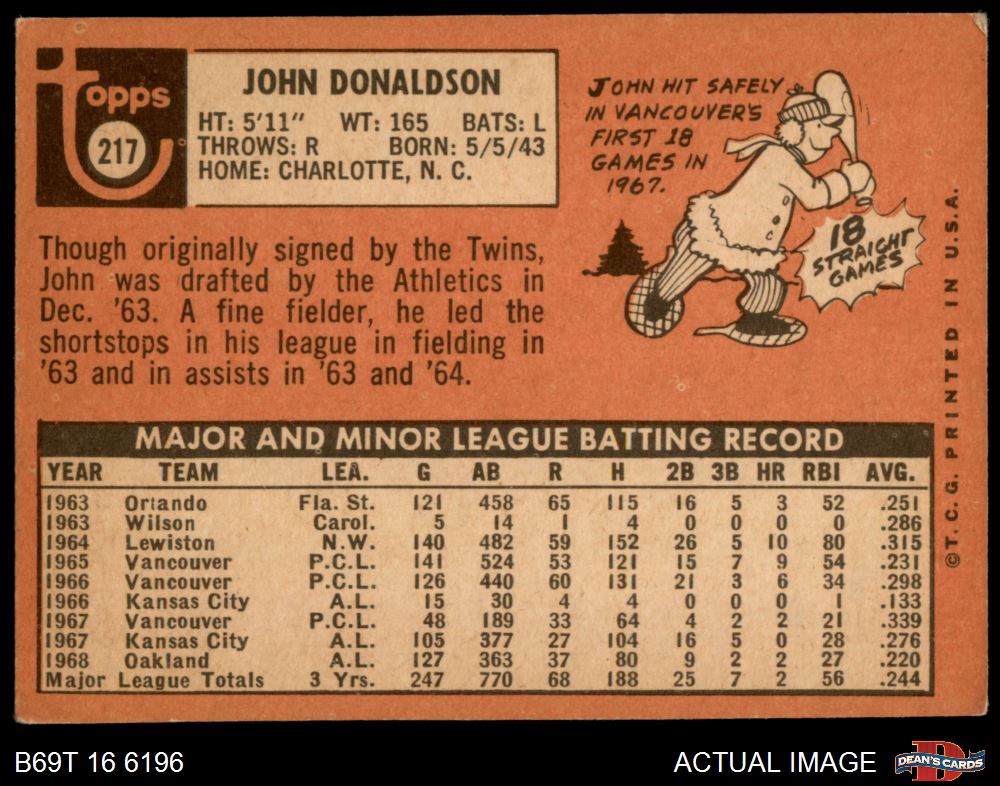 Topps
217
JOHN DONALDSON
HT: 5'11" WT: 165 BATS: L
THROWS: R BORN: 5/5/43
HOME: CHARLOTTE, N. C.
JOHN HIT SAFELY
IN VANCOUVER'S
FIRST 18
GAMES IN
1967.
18
STRAIGHT
GAMES
Though originally signed by the Twins,
John was drafted by the Athletics in
Dec. '63. A fine fielder, he led the
shortstops in his league in fielding in
'63 and in assists in '63 and '64.
MAJOR AND MINOR LEAGUE BATTING RECORD
YEAR TEAM LEA. G AB R H 2B 3B HR RBI AVG.
1963 Orlando Fla. St. 121 458 65 115 16 5 3 52 .251
1963 Wilson Carol. 5 14 1 4 0 0 0 0 .286
1964 Lewiston N.W. 140 482 59 152 26 5 10 80 .315
1965 Vancouver P.C.L. 141 524 53 121 15 7 9 54 .231
1966 Vancouver P.C.L. 126 440 60 131 21 3 6 34 .298
1966 Kansas City A.L. 15 30 4 4 0 0 0 1 .133
1967 Vancouver P.C.L. 48 189 33 64 4 2 2 21 .339
1967 Kansas City A.L. 105 377 27 104 16 5 0 28 .276
1968 Oakland A.L. 127 363 37 80 9 2 2 27 .220
Major League Totals 3 Yrs. 247 770 68 188 25 7 2 56 .244
©T. C. G. PRINTED IN U.S.A.
B69T 16 6196
ACTUAL IMAGE
D
DEAN'S CARDS